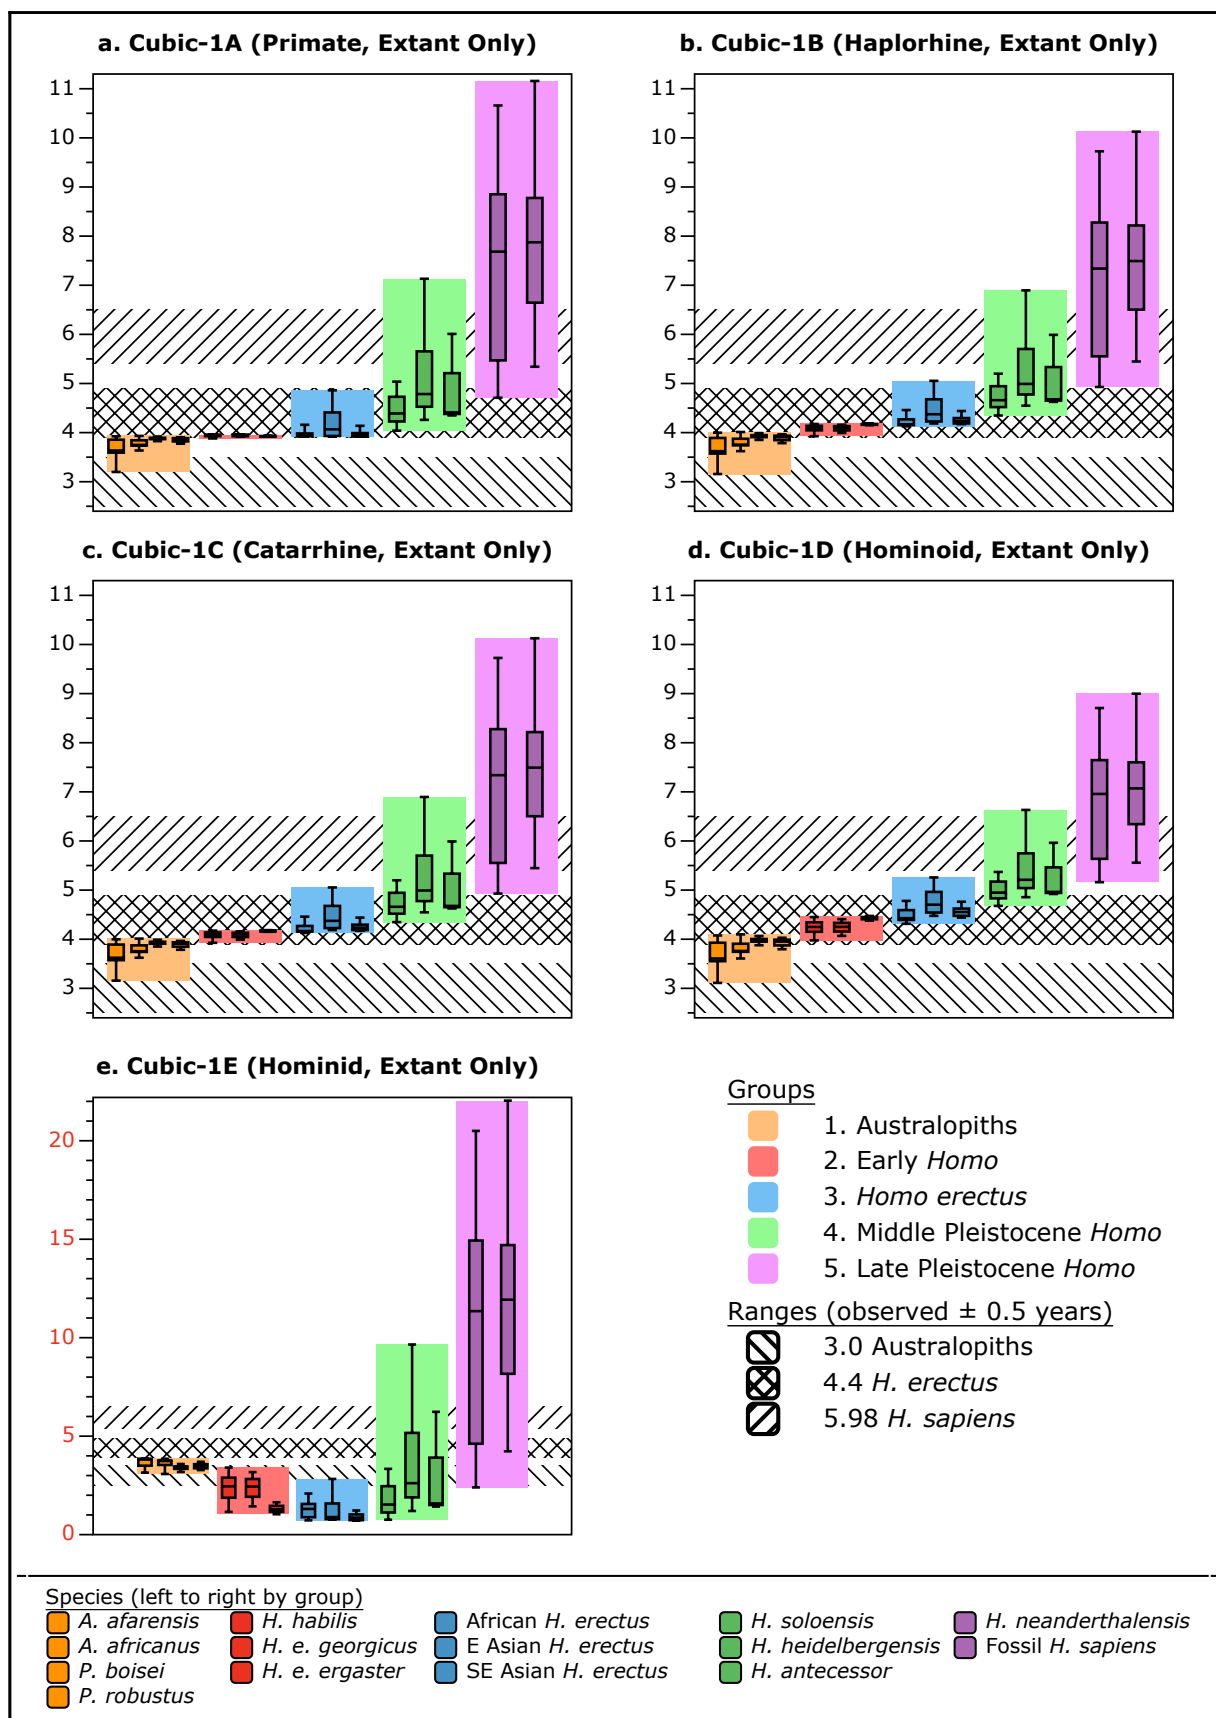 a. Cubic-1A (Primate, Extant Only)
11
10
9
8
7
6
5
4
3
b. Cubic-1B (Haplorhine, Extant Only)
11
10
9
8
7
6
5
4
3
c. Cubic-1C (Catarrhine, Extant Only)
11
10
9
8
7
6
5
4
3
d. Cubic-1D (Hominoid, Extant Only)
11
10
9
8
7
6
5
4
3
e. Cubic-1E (Hominid, Extant Only)
20
15
10
5
0
Groups
1. Australopiths
2. Early Homo
3. Homo erectus
4. Middle Pleistocene Homo
5. Late Pleistocene Homo
Ranges (observed ± 0.5 years)
3.0 Australopiths
4.4 H. erectus
5.98 H. sapiens
Species (left to right by group)
A. afarensis
A. africanus
P. boisei
P. robustus
H. habilis
H. e. georgicus
H. e. ergaster
African H. erectus
E Asian H. erectus
SE Asian H. erectus
H. soloensis
H. heidelbergensis
H. antecessor
H. neanderthalensis
Fossil H. sapiens